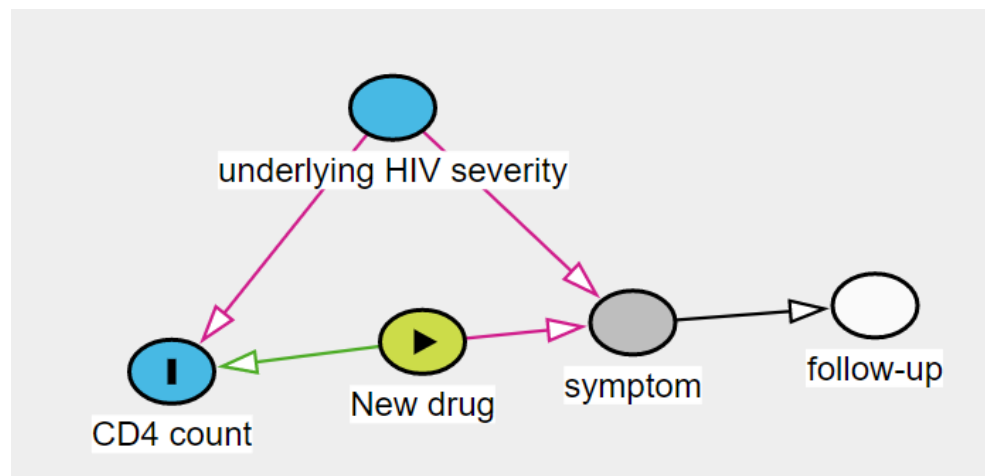 underlying HIV severity
follow-up
symptom
New drug
CD4 count